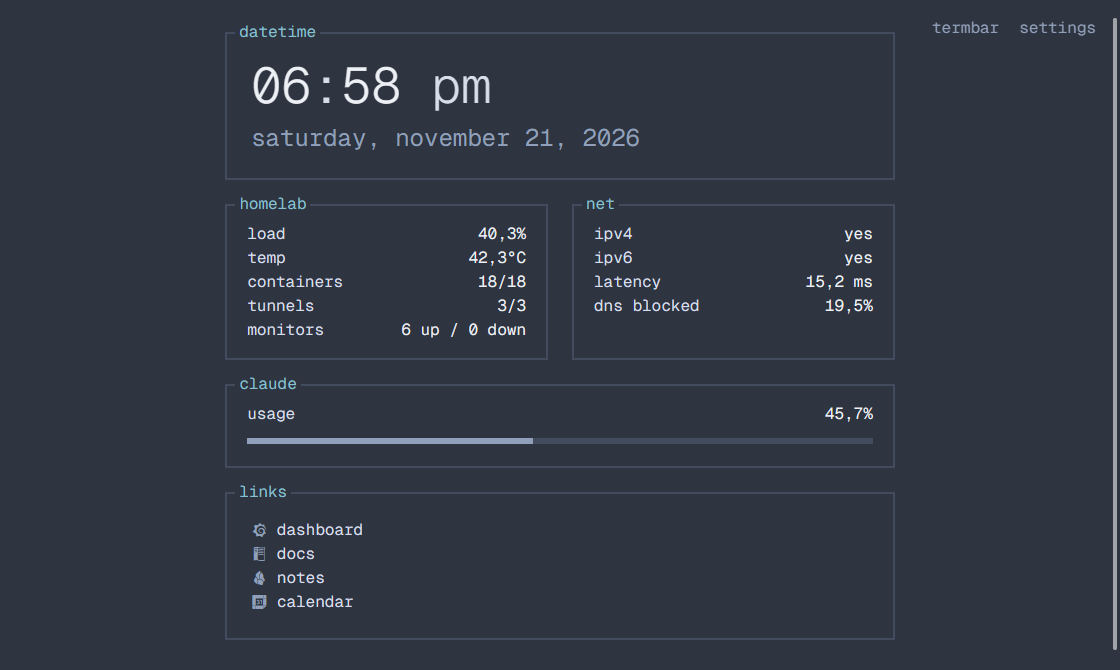 termbar settings
datetime
06:58 pm
saturday, november 21, 2026
homelab
load 40,3%
temp 42,3°C
containers 18/18
tunnels 3/3
monitors 6 up / 0 down
net
ipv4 yes
ipv6 yes
latency 15,2 ms
dns blocked 19,5%
claude
usage 45,7%
links
dashboard
docs
notes
calendar